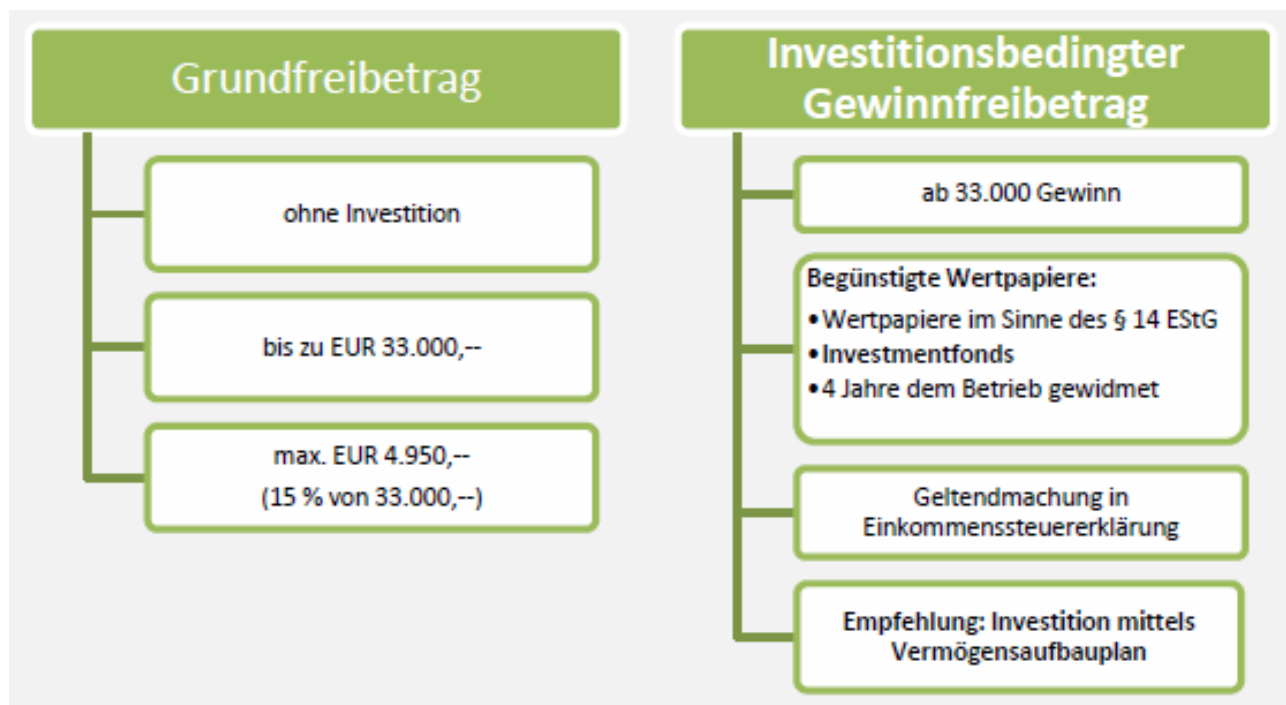 Grundfreibetrag
ohne Investition
bis zu EUR 33.000,--
max. EUR 4.950,--
(15 % von 33.000,--)
Investitionsbedingter
Gewinnfreibetrag
ab 33.000 Gewinn
Begünstigte Wertpapiere:
•Wertpapiere im Sinne des § 14 EStG
•Investmentfonds
•4 Jahre dem Betrieb gewidmet
Geltendmachung in
Einkommenssteuererklärung
Empfehlung: Investition mittels
Vermögensaufbauplan